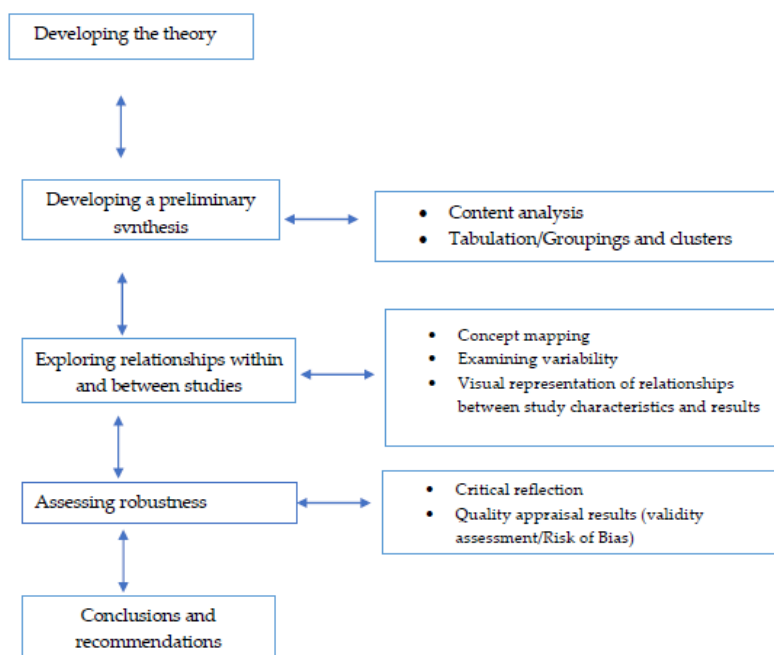 Developing the theory
Developing a preliminary
synthesis
• Content analysis
• Tabulation/Groupings and clusters
Exploring relationships within
and between studies
• Concept mapping
• Examining variability
• Visual representation of relationships
between study characteristics and results
Assessing robustness
• Critical reflection
• Quality appraisal results (validity
assessment/Risk of Bias)
Conclusions and
recommendations